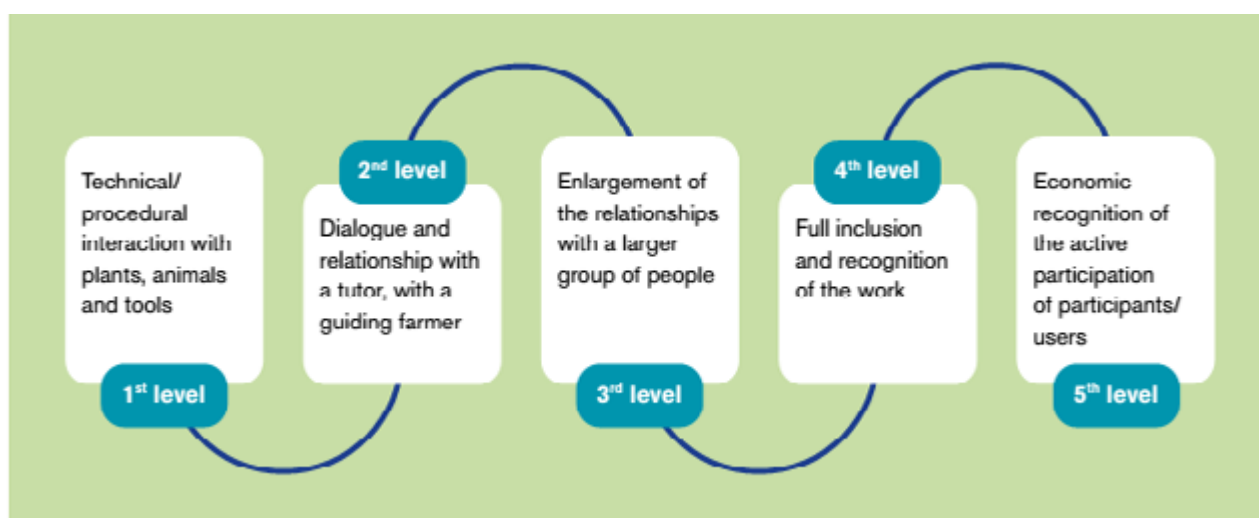 Technical/
procedural
interaction with
plants, animals
and tools
1st level
2nd level
Dialogue and
relationship with
a tutor, with a
guiding farmer
Enlargement of
the relationships
with a larger
group of people
3rd level
4th level
Full inclusion
and recognition
of the work
Economic
recognition of
the active
participation
of participants/
users
5th level